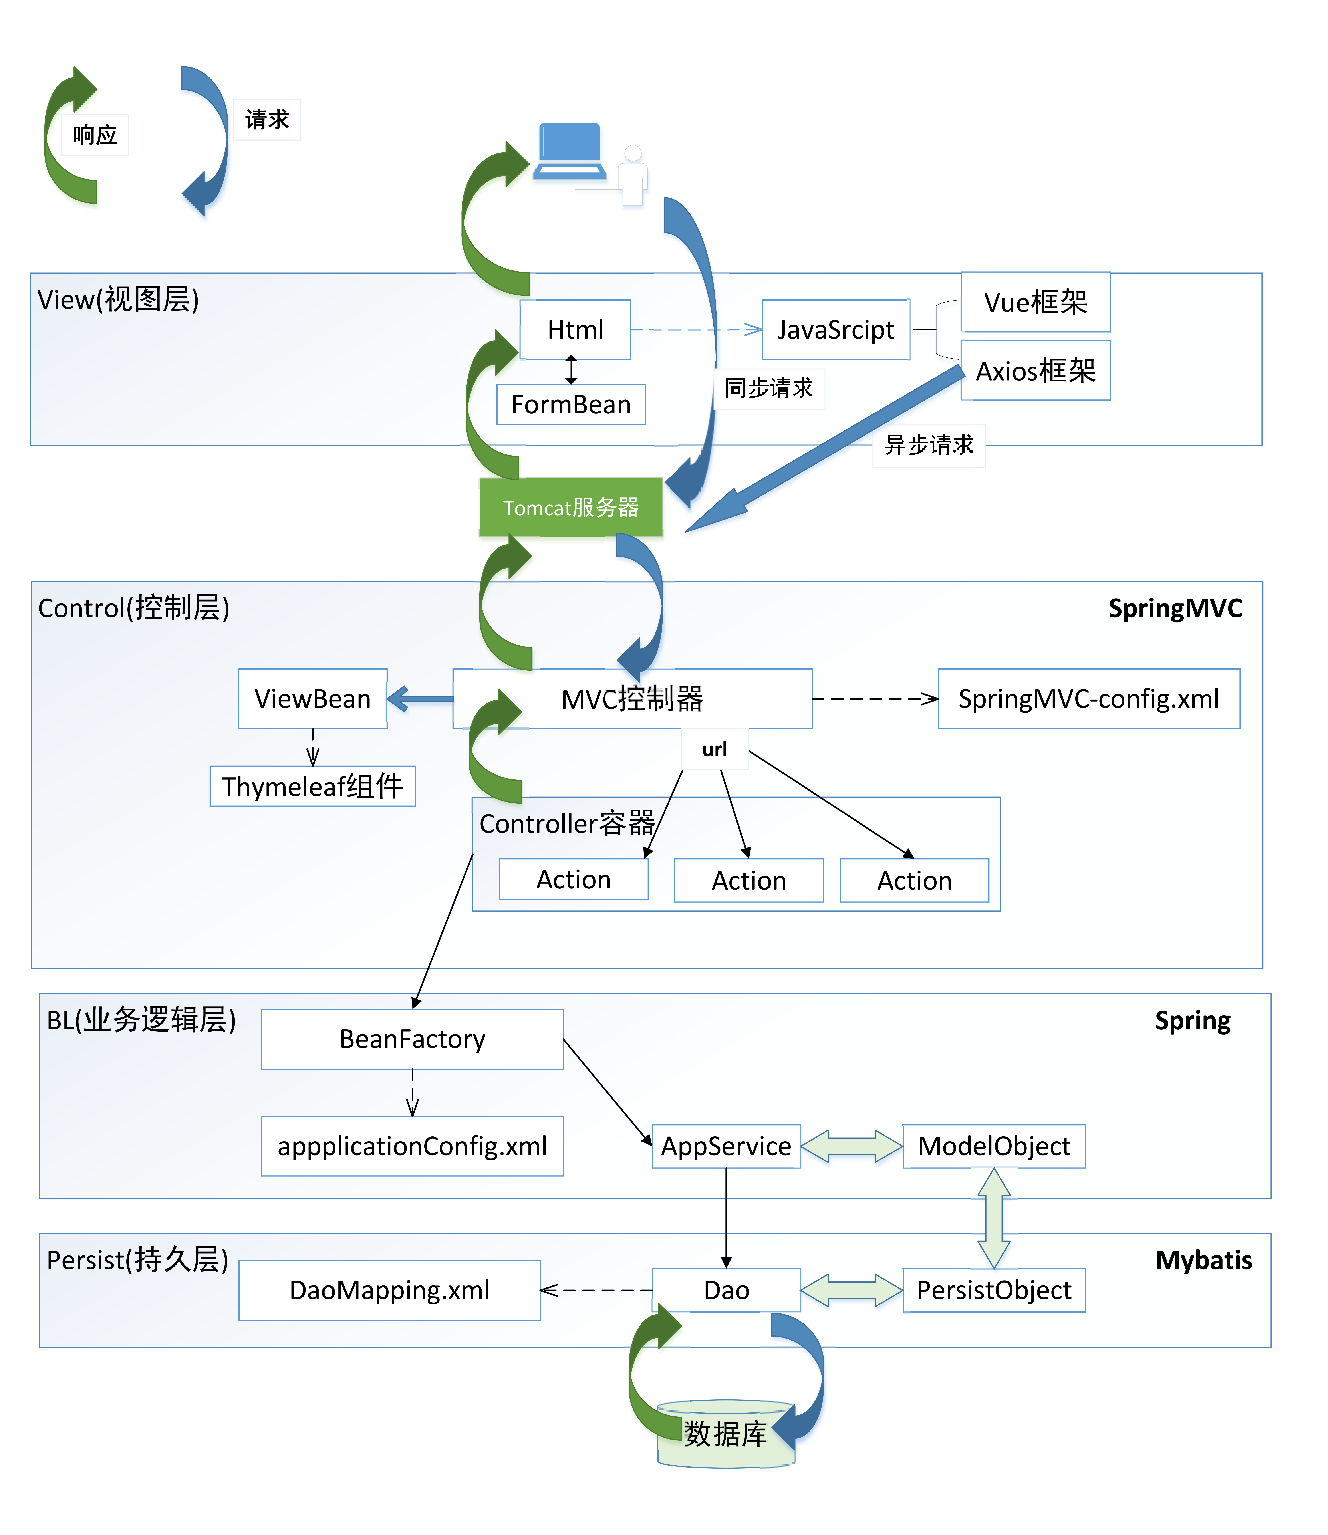 响应
请求
View(视图层)
Html
JavaSrcipt
Vue框架
Axios框架
FormBean
同步请求
异步请求
Tomcat服务器
Control(控制层)
SpringMVC
ViewBean
MVC控制器
SpringMVC-config.xml
url
Thymeleaf组件
Controller容器
Action
Action
Action
BL(业务逻辑层)
Spring
BeanFactory
appplicationConfig.xml
AppService
ModelObject
Persist(持久层)
Mybatis
DaoMapping.xml
Dao
PersistObject
数据库